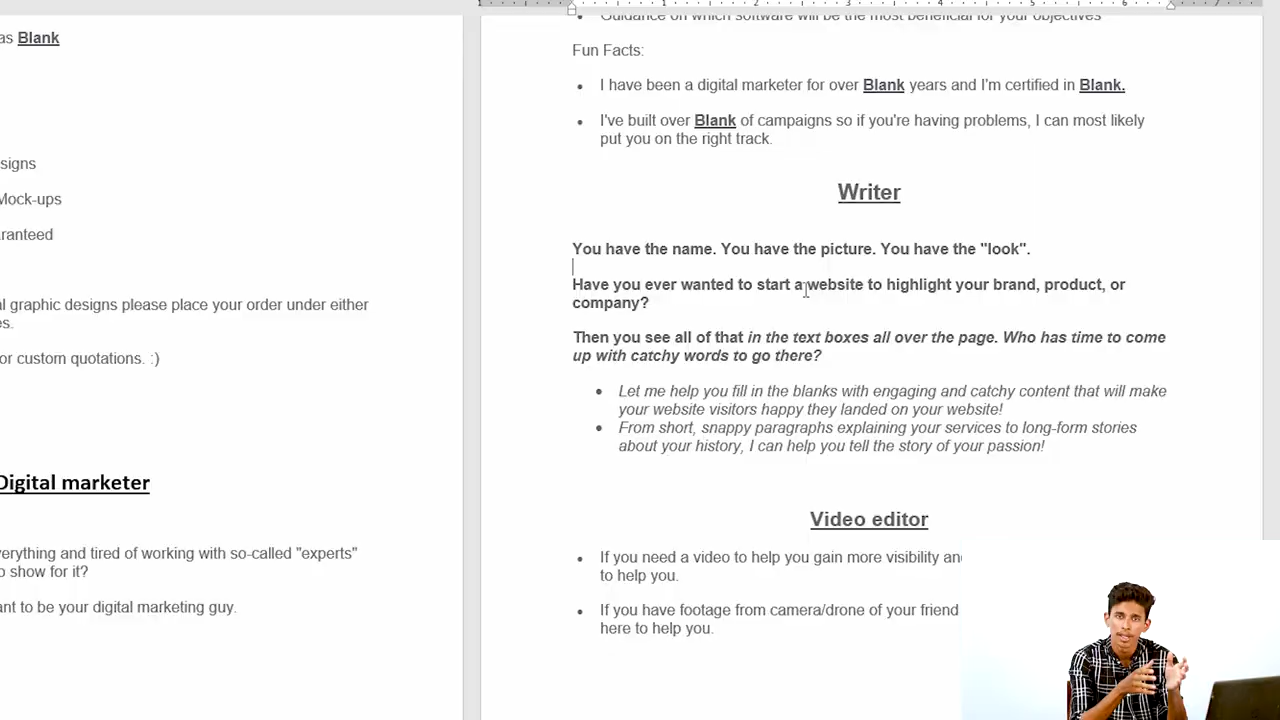 as Blank
signs
Mock-ups
ranteed
al graphic designs please place your order under either
es.
or custom quotations. :)
Digital marketer
verything and tired of working with so-called "experts"
o show for it?
ant to be your digital marketing guy.
Guidance on which software will be the most beneficial for your objectives
Fun Facts:
• I have been a digital marketer for over Blank years and I'm certified in Blank.
• I've built over Blank of campaigns so if you're having problems, I can most likely
put you on the right track.
Writer
You have the name. You have the picture. You have the "look".
Have you ever wanted to start a website to highlight your brand, product, or
company?
Then you see all of that in the text boxes all over the page. Who has time to come
up with catchy words to go there?
• Let me help you fill in the blanks with engaging and catchy content that will make
your website visitors happy they landed on your website!
• From short, snappy paragraphs explaining your services to long-form stories
about your history, I can help you tell the story of your passion!
Video editor
• If you need a video to help you gain more visibility and
to help you.
• If you have footage from camera/drone of your friend
here to help you.